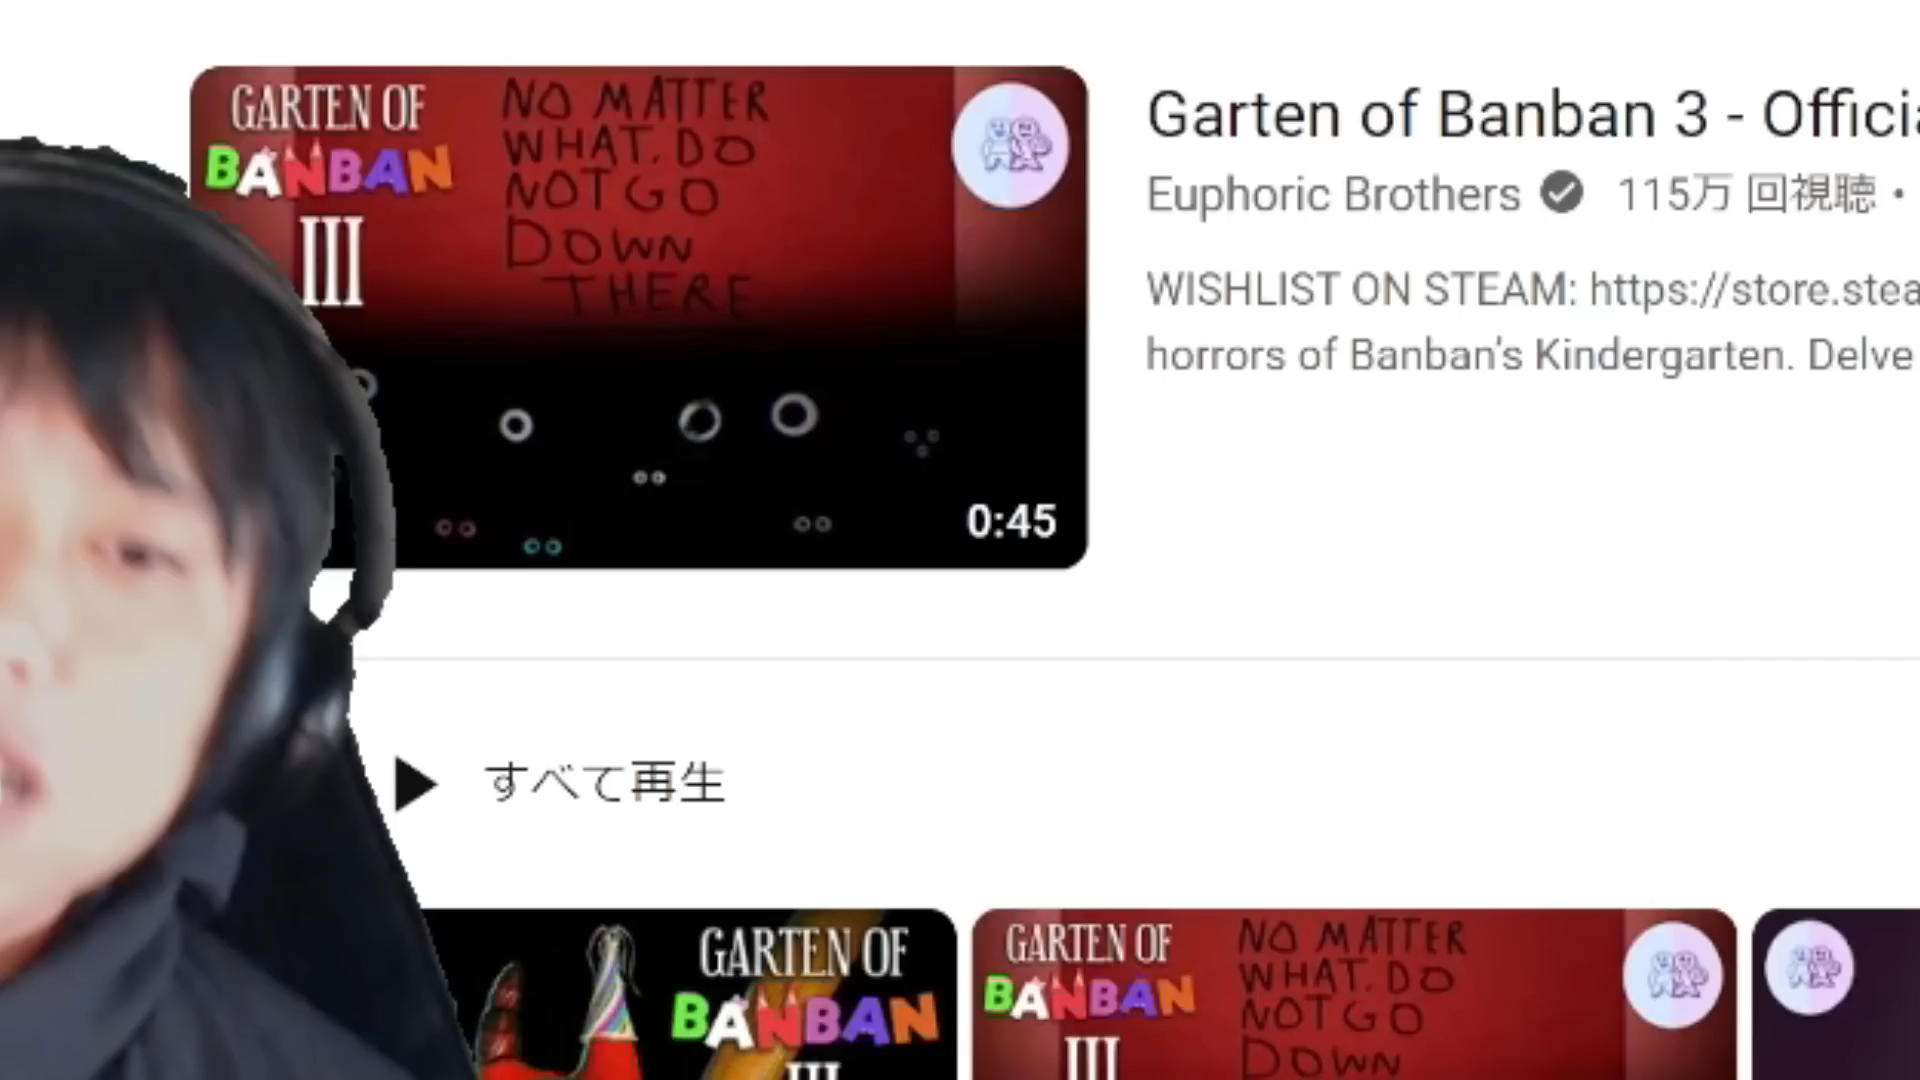 GARTEN OF
BANBAN
III
NO MATTER
WHAT. DO
NOT GO
DOWN
THERE
0:45
Garten of Banban 3 - Officia
Euphoric Brothers 115万 回視聴・
WISHLIST ON STEAM: https://store.stea
horrors of Banban's Kindergarten. Delve
すべて再生
GARTEN OF
BANBAN
III
GARTEN OF
BANBAN
III
NO MATTER
WHAT. DO
NOT GO
DOWN